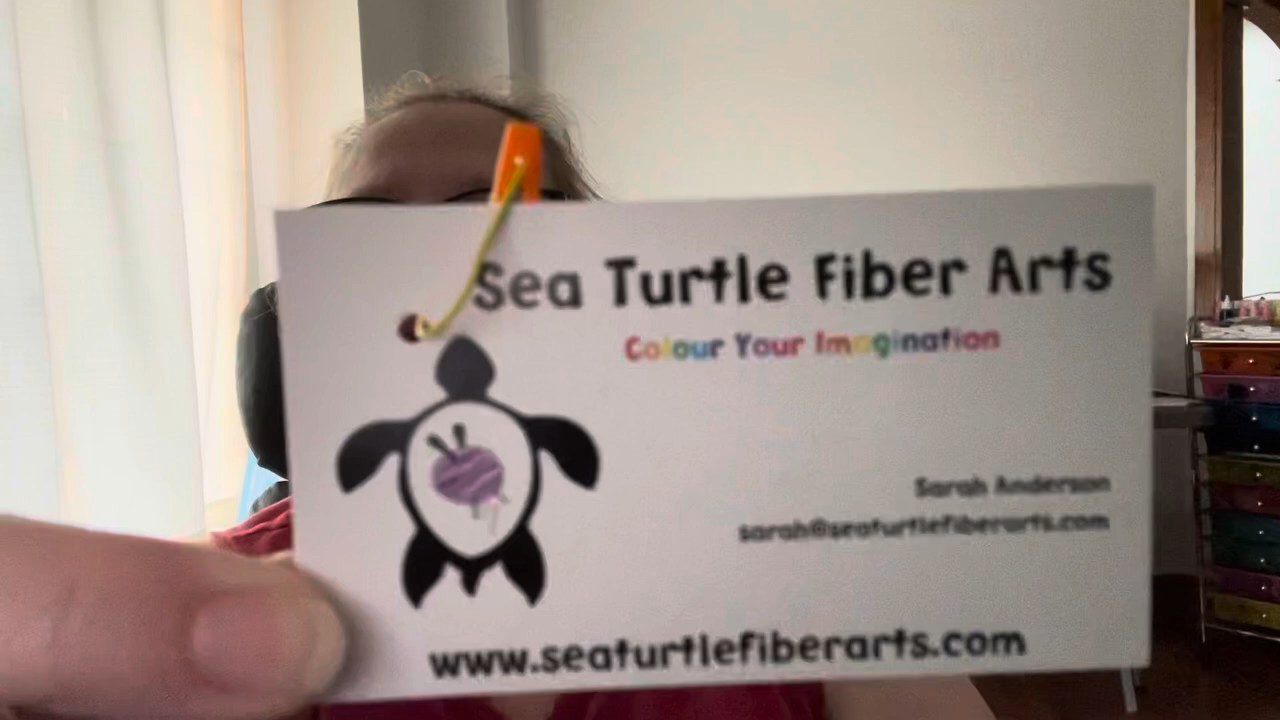 Sea Turtle Fiber Arts
Colour Your Imagination
Sarah Anderson
sarah@seaturtlefiberarts.com
www.seaturtlefiberarts.com